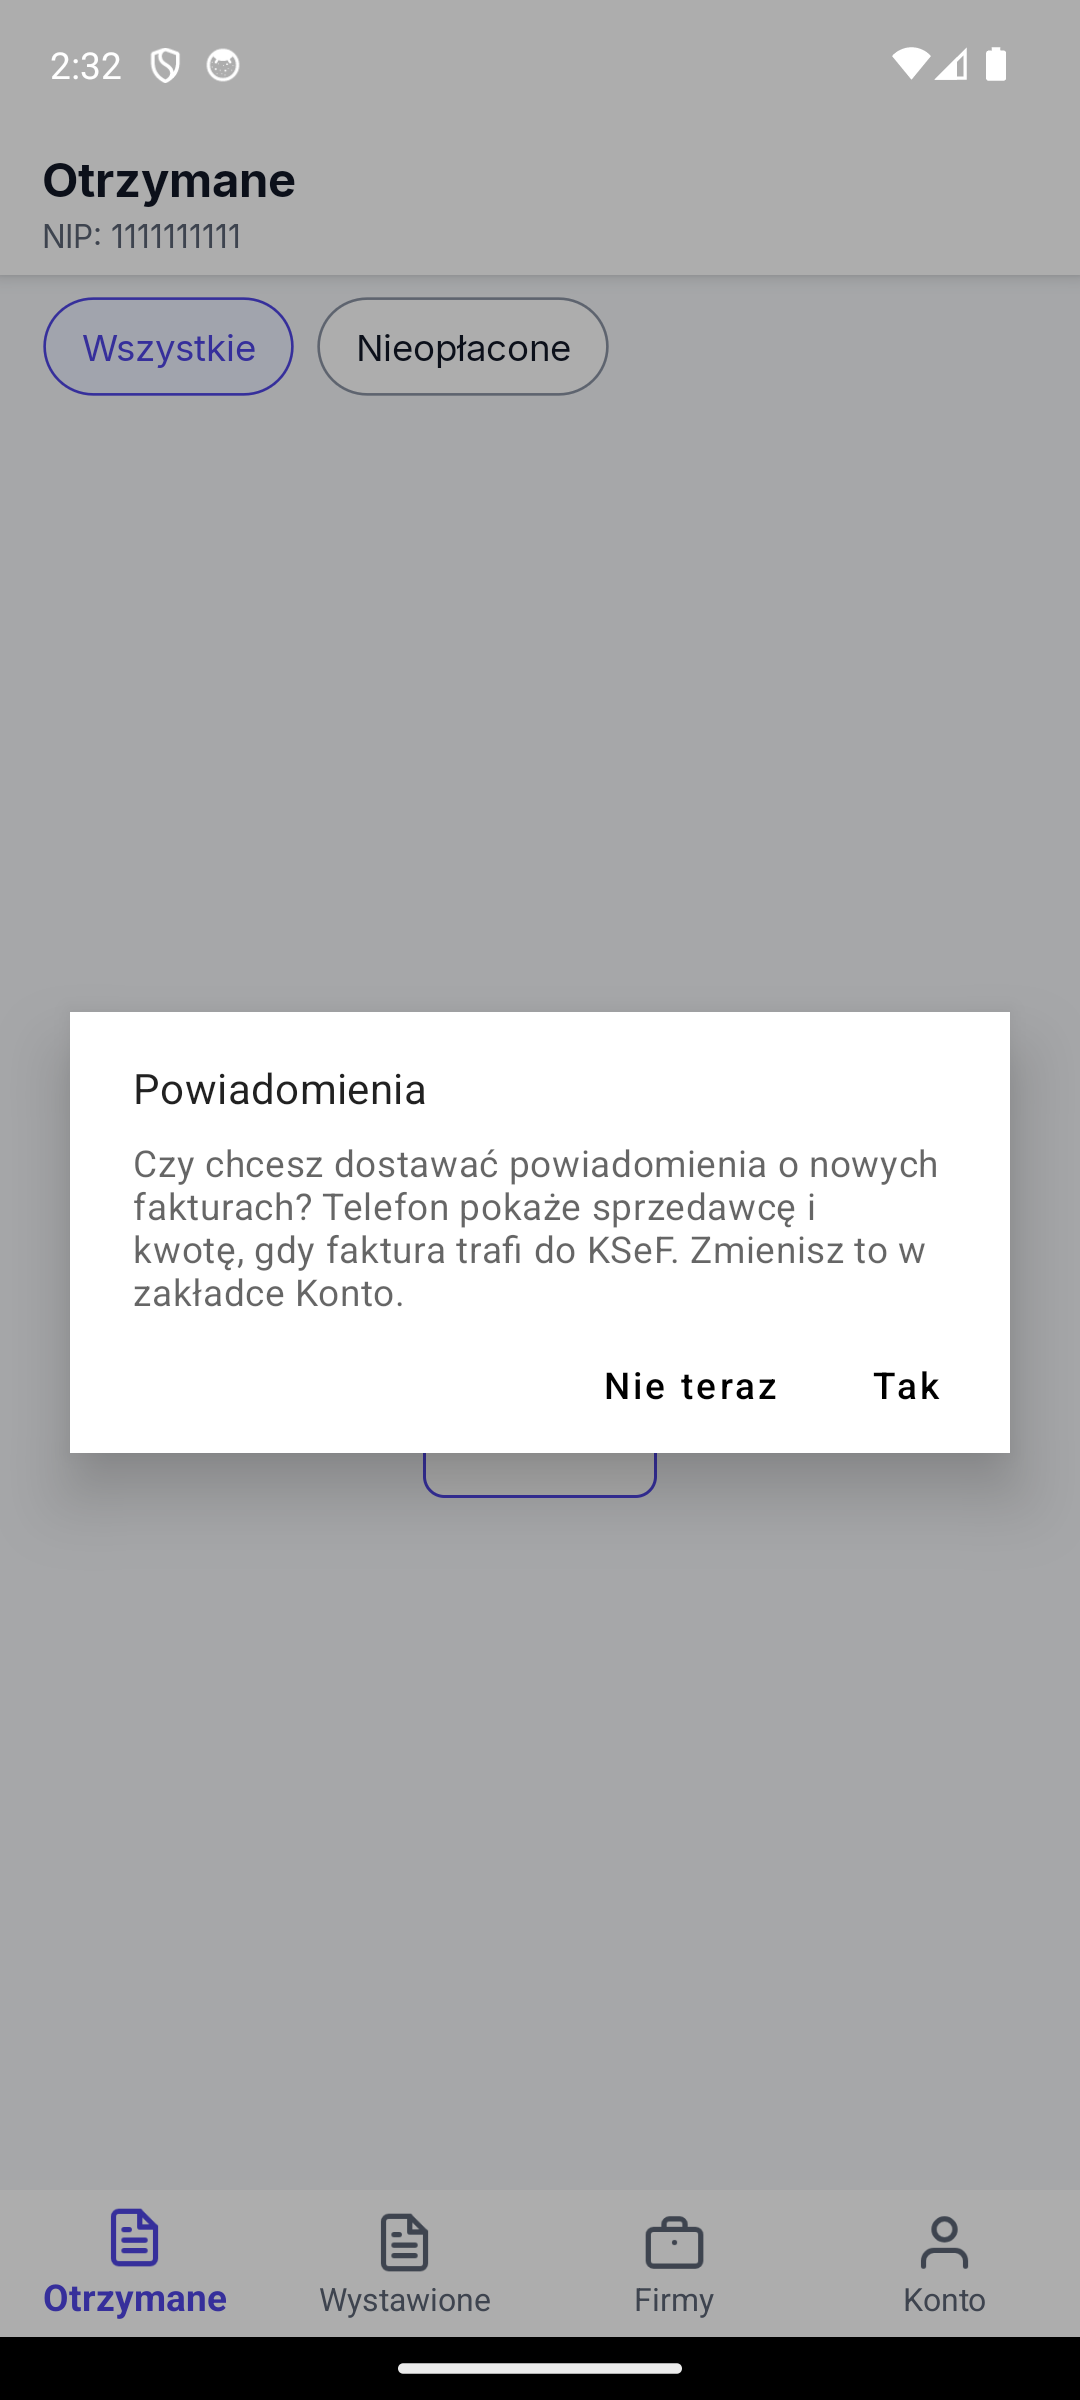 2:32
Otrzymane
NIP: 1111111111
Wszystkie
Nieopłacone
Powiadomienia
Czy chcesz dostawać powiadomienia o nowych
fakturach? Telefon pokaże sprzedawcę i
kwotę, gdy faktura trafi do KSeF. Zmienisz to w
zakładce Konto.
Nie teraz
Tak
Otrzymane
Wystawione
Firmy
Konto